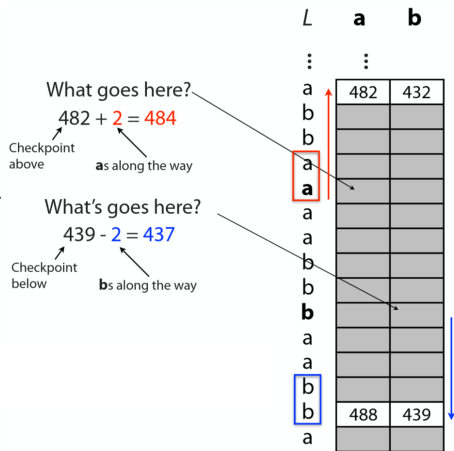 L a b
⋮ ⋮
What goes here?
482 + 2 = 484
Checkpoint
above
as along the way
What's goes here?
439 - 2 = 437
Checkpoint
below
bs along the way
a 482 432
b
b
a
a
a
a
b
b
b
a
a
b
b 488 439
a